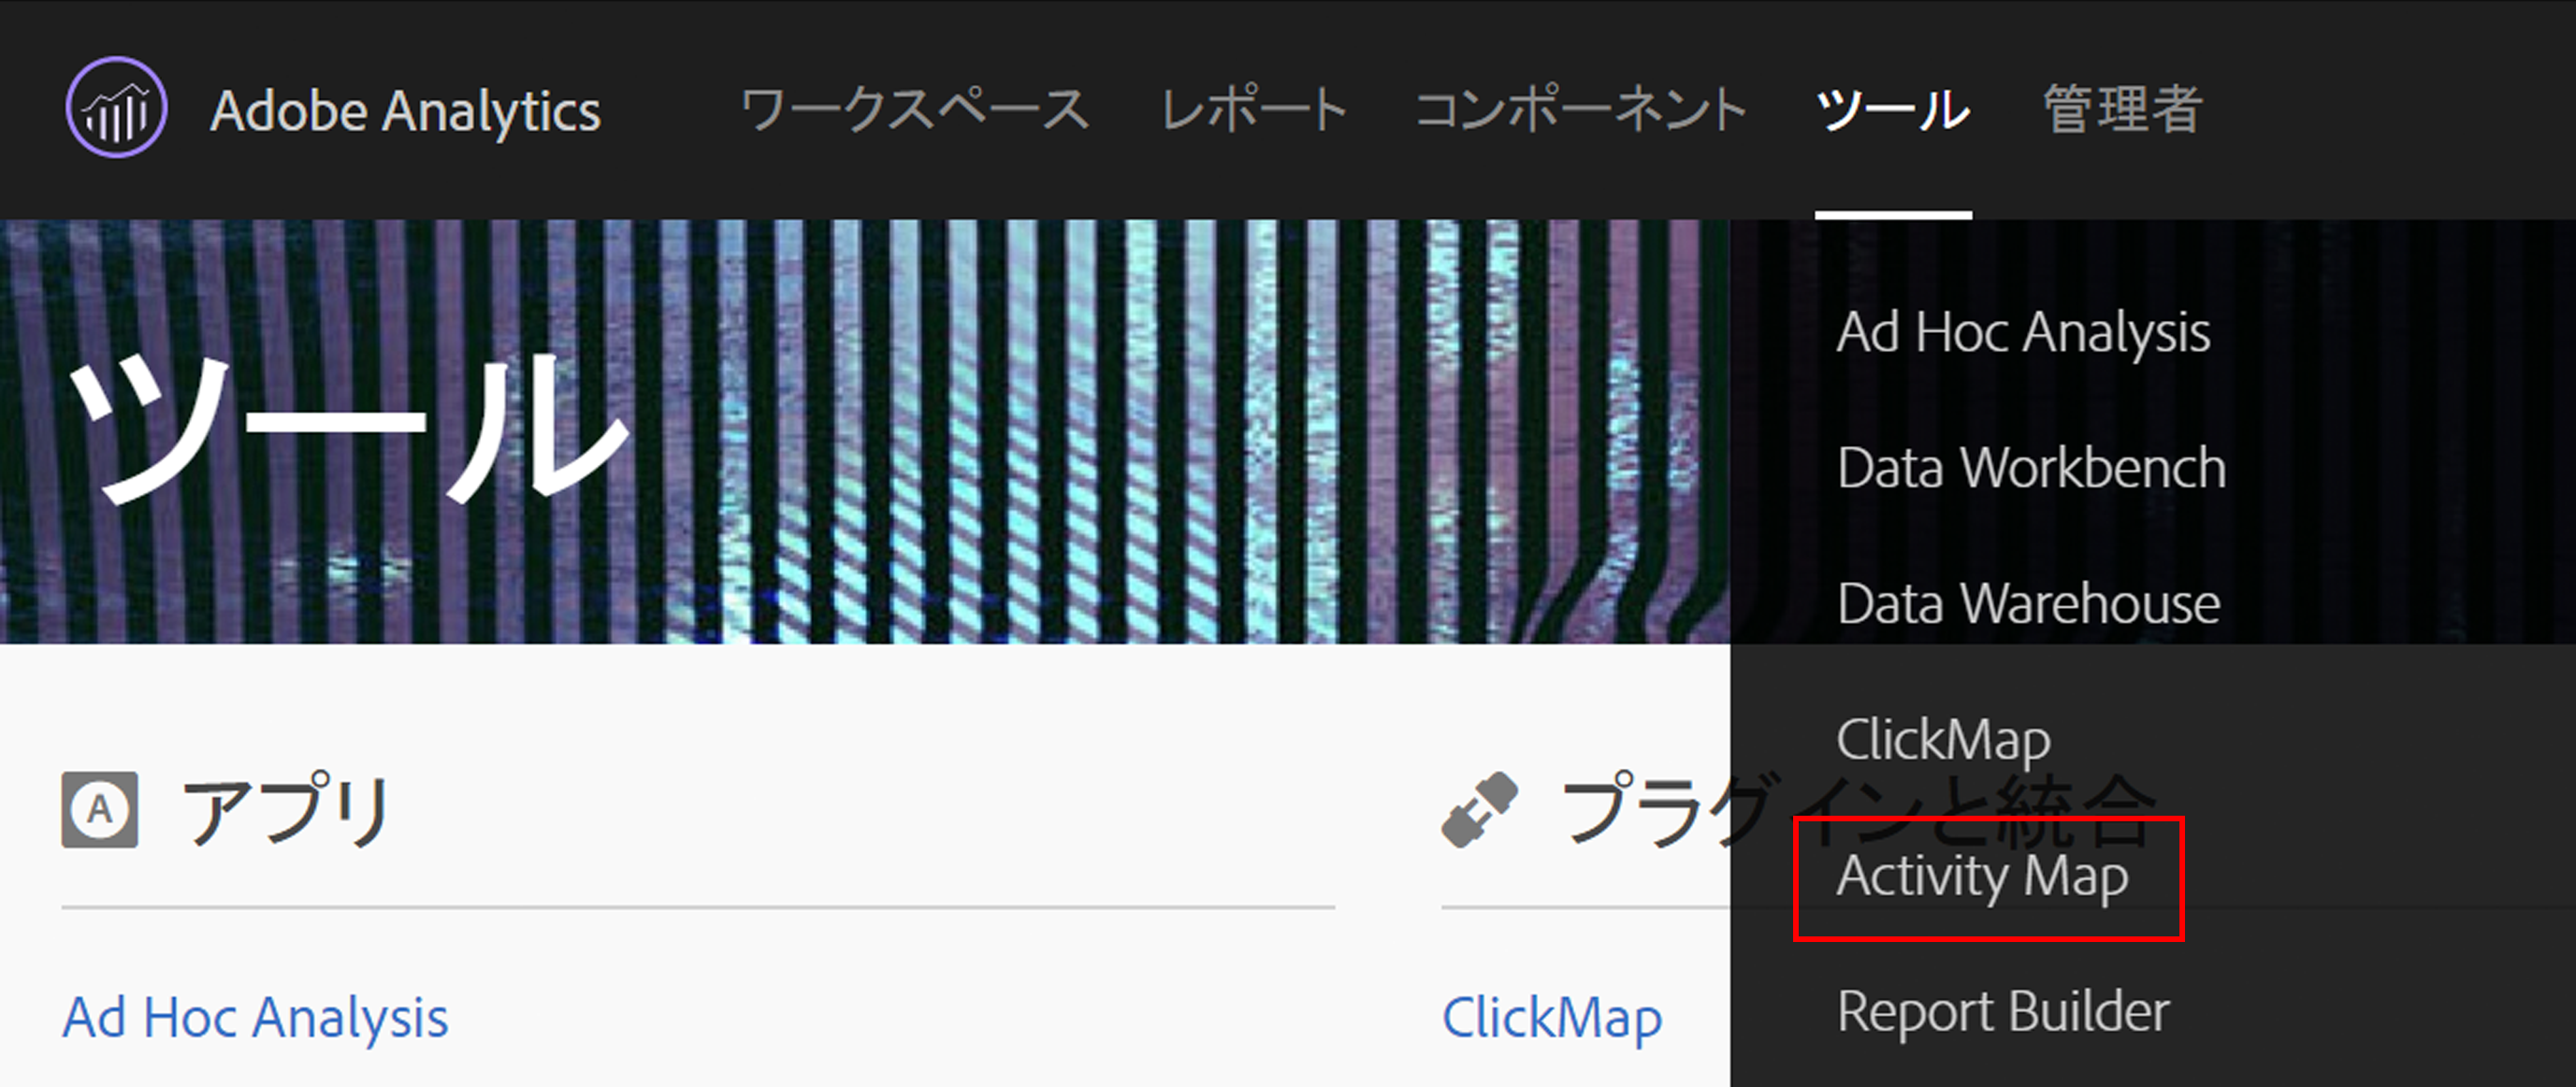 Adobe Analytics ワークスペース レポート コンポーネント ツール 管理者
ツール
Ad Hoc Analysis
Data Workbench
Data Warehouse
ClickMap
Activity Map
Report Builder
アプリ
プラグインと統合
Ad Hoc Analysis
ClickMap